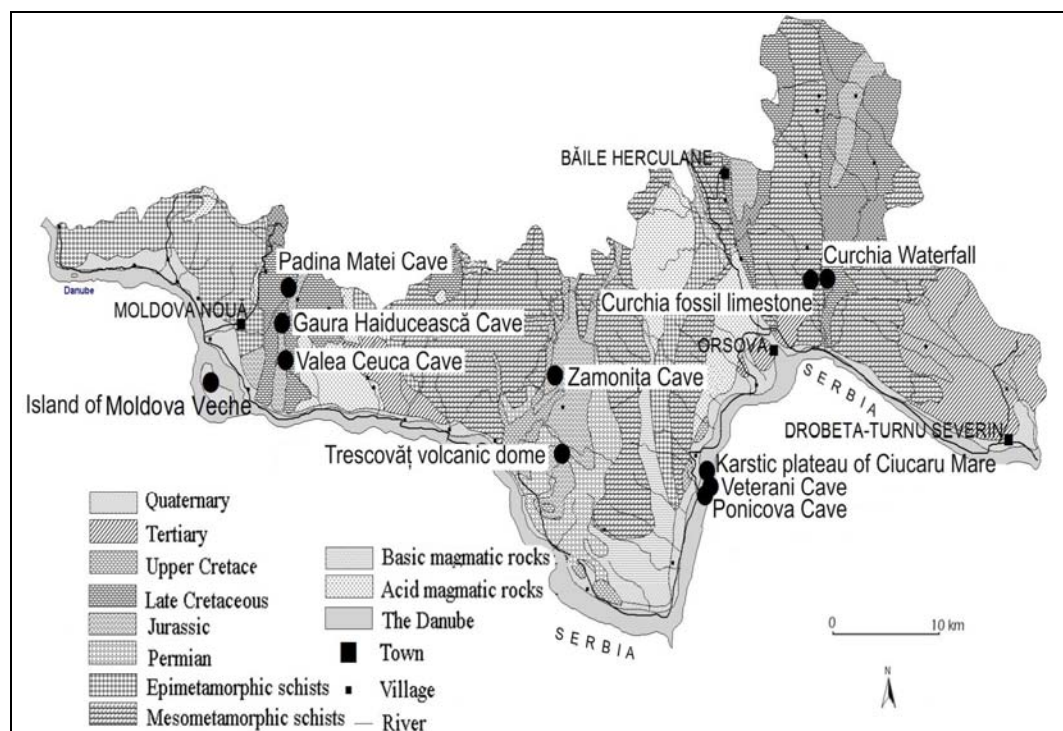 BĂILE HERCULANE
Curchia Waterfall
Padina Matei Cave
Danube
Curchia fossil limestone
MOLDOVA NOUĂ
Gaura Haiducească Cave
ORȘOVA
Valea Ceuca Cave
SERBIA
Zamonita Cave
Island of Moldova Veche
DROBETA-TURNU SEVERIN
Trescovăț volcanic dome
Karstic plateau of Ciucaru Mare
Veterani Cave
Ponicova Cave
SERBIA
Quaternary
Tertiary
Upper Cretace
Late Cretaceous
Jurassic
Permian
Epimetamorphic schists
Mesometamorphic schists
Basic magmatic rocks
Acid magmatic rocks
The Danube
Town
Village
River
0 10 km
N